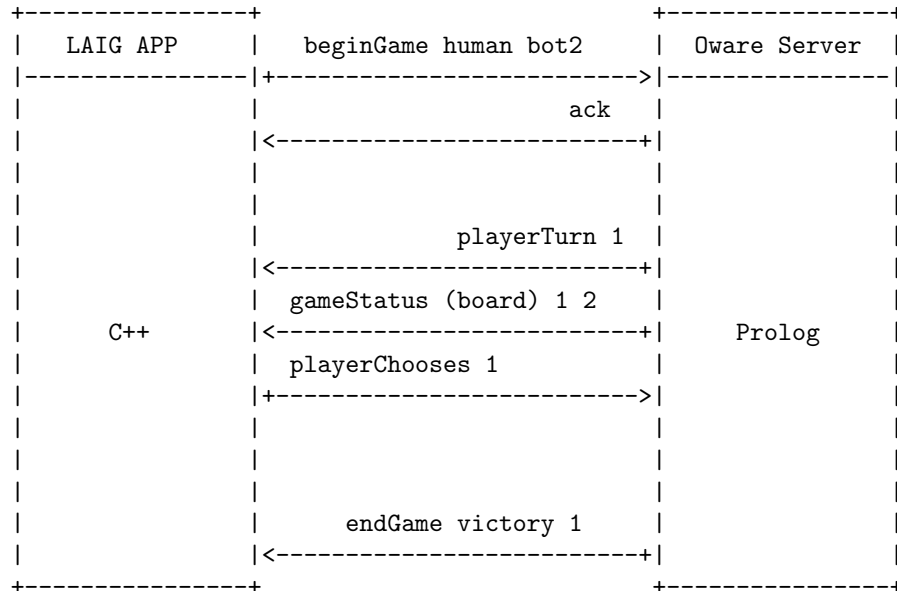 LAIG APP beginGame human bot2 Oware Server
ack
playerTurn 1
gameStatus (board) 1 2
C++ Prolog
playerChooses 1
endGame victory 1